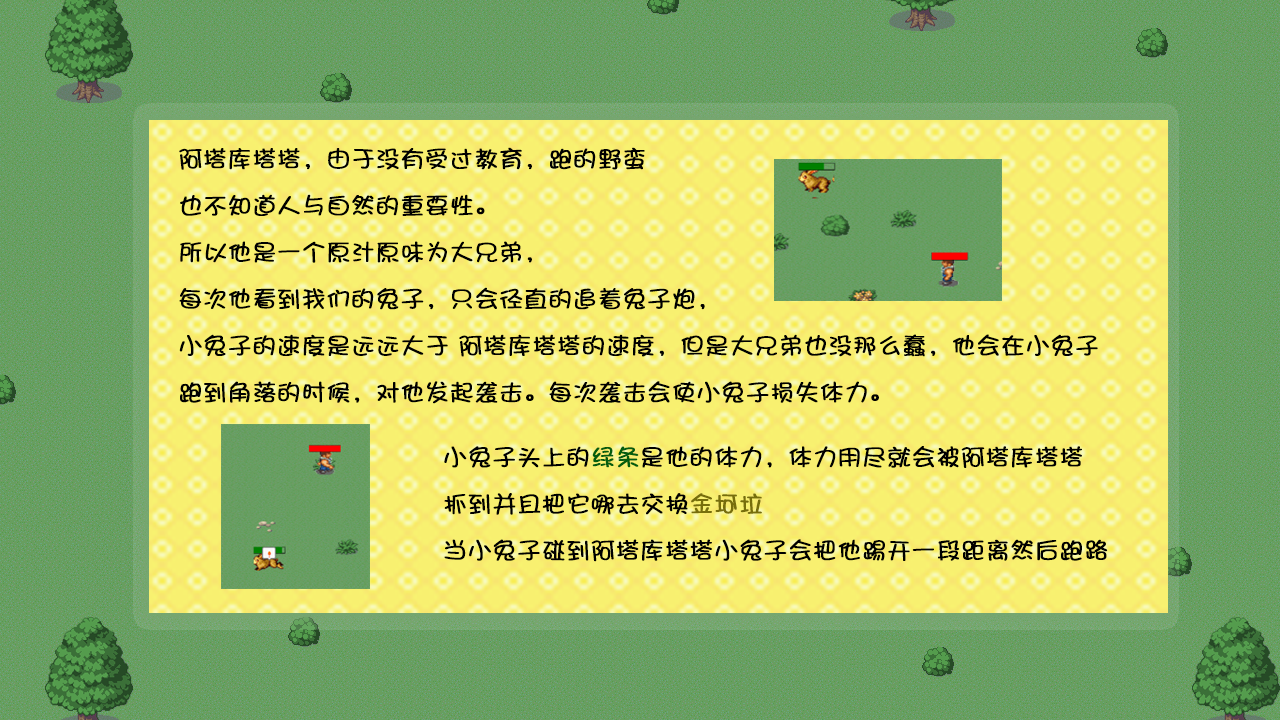 阿塔库塔塔，由于没有受过教育，跑的野蛮
也不知道人与自然的重要性。
所以他是一个原汁原味为大兄弟，
每次他看到我们的兔子，只会径直的追着兔子炮，
小兔子的速度是远远大于 阿塔库塔塔的速度，但是大兄弟也没那么蠢，他会在小兔子
跑到角落的时候，对他发起袭击。每次袭击会使小兔子损失体力。
小兔子头上的绿条是他的体力，体力用尽就会被阿塔库塔塔
抓到并且把它哪去交换金坷垃
当小兔子碰到阿塔库塔塔小兔子会把他踢开一段距离然后跑路